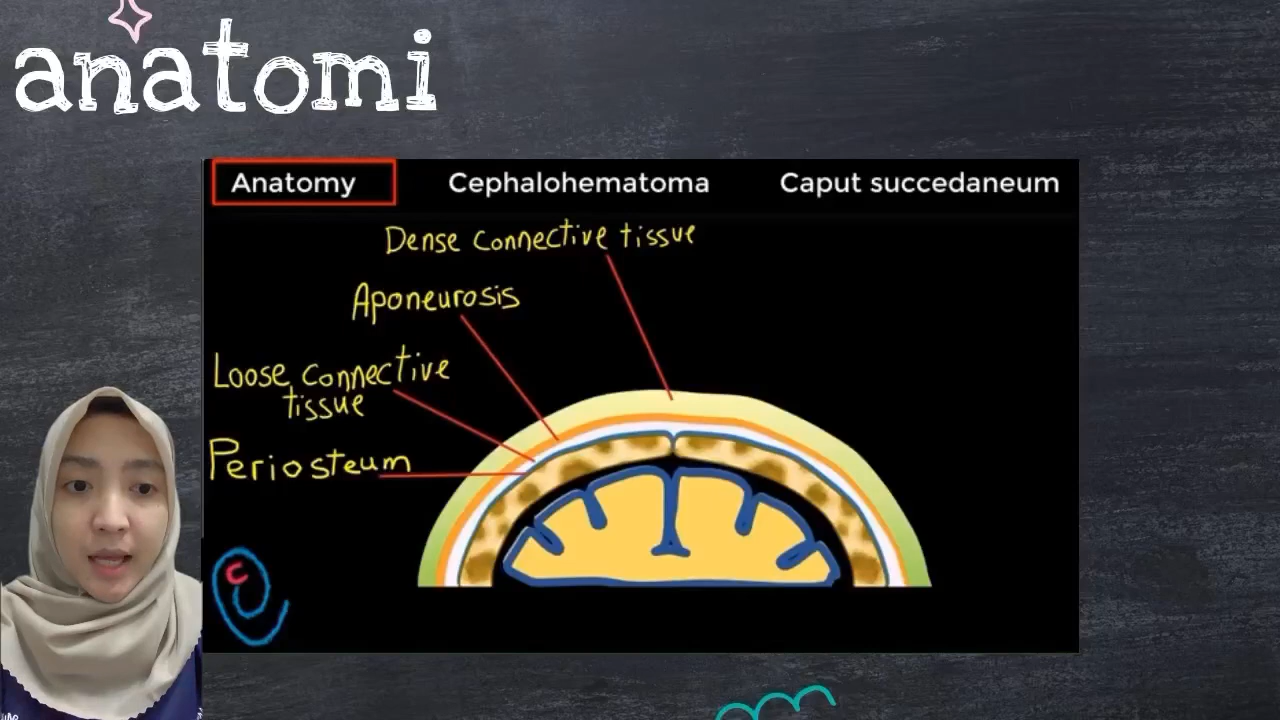 anatomi
Anatomy Cephalohematoma Caput succedaneum
Dense connective tissue
Aponeurosis
Loose connective
tissue
Periosteum
C